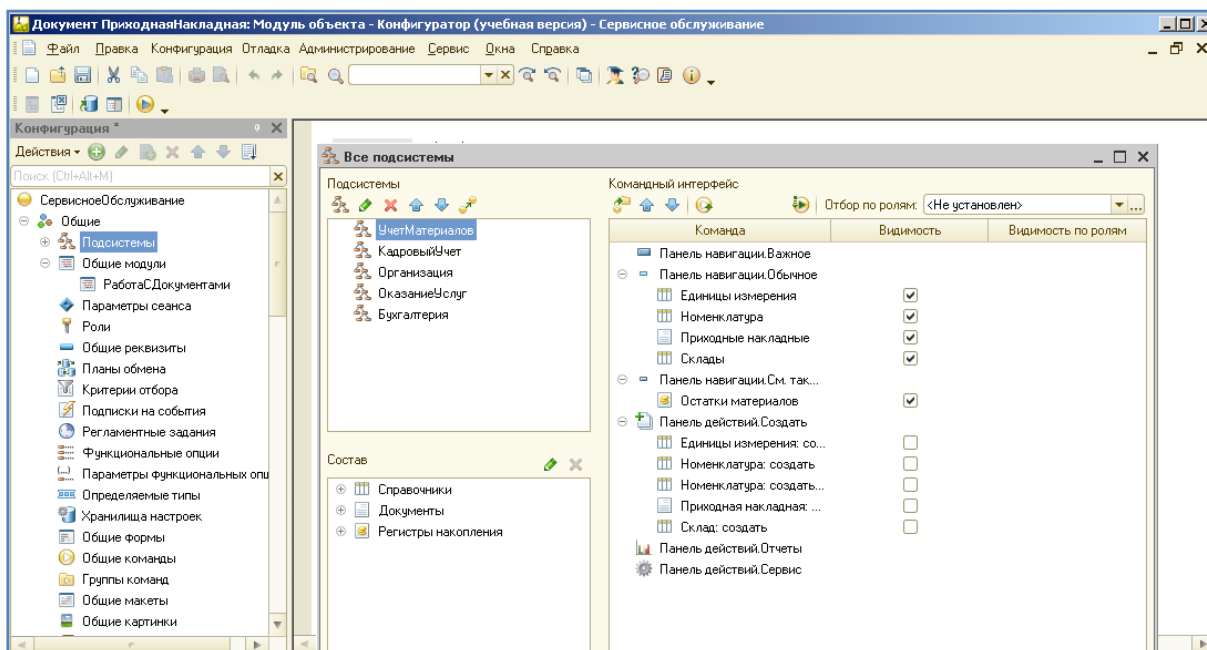 Документ ПриходнаяНакладная: Модуль объекта - Конфигуратор (учебная версия) - Сервисное обслуживание
Файл Правка Конфигурация Отладка Администрирование Сервис Окна Справка
Конфигурация *
Действия
Поиск (Ctrl+Alt+M)
СервисноеОбслуживание
Общие
Подсистемы
Общие модули
РаботаСДокументами
Параметры сеанса
Роли
Общие реквизиты
Планы обмена
Критерии отбора
Подписки на события
Регламентные задания
Функциональные опции
Параметры функциональных опц
Определяемые типы
Хранилища настроек
Общие формы
Общие команды
Группы команд
Общие макеты
Общие картинки
Все подсистемы
Подсистемы
УчетМатериалов
КадровыйУчет
Организация
ОказаниеУслуг
Бухгалтерия
Состав
Справочники
Документы
Регистры накопления
Командный интерфейс
Отбор по ролям: <Не установлен>
Команда Видимость Видимость по ролям
Панель навигации.Важное
Панель навигации.Обычное
Единицы измерения
Номенклатура
Приходные накладные
Склады
Панель навигации.См. так...
Остатки материалов
Панель действий.Создать
Единицы измерения: со...
Номенклатура: создать
Номенклатура: создать...
Приходная накладная: ...
Склад: создать
Панель действий.Отчеты
Панель действий.Сервис